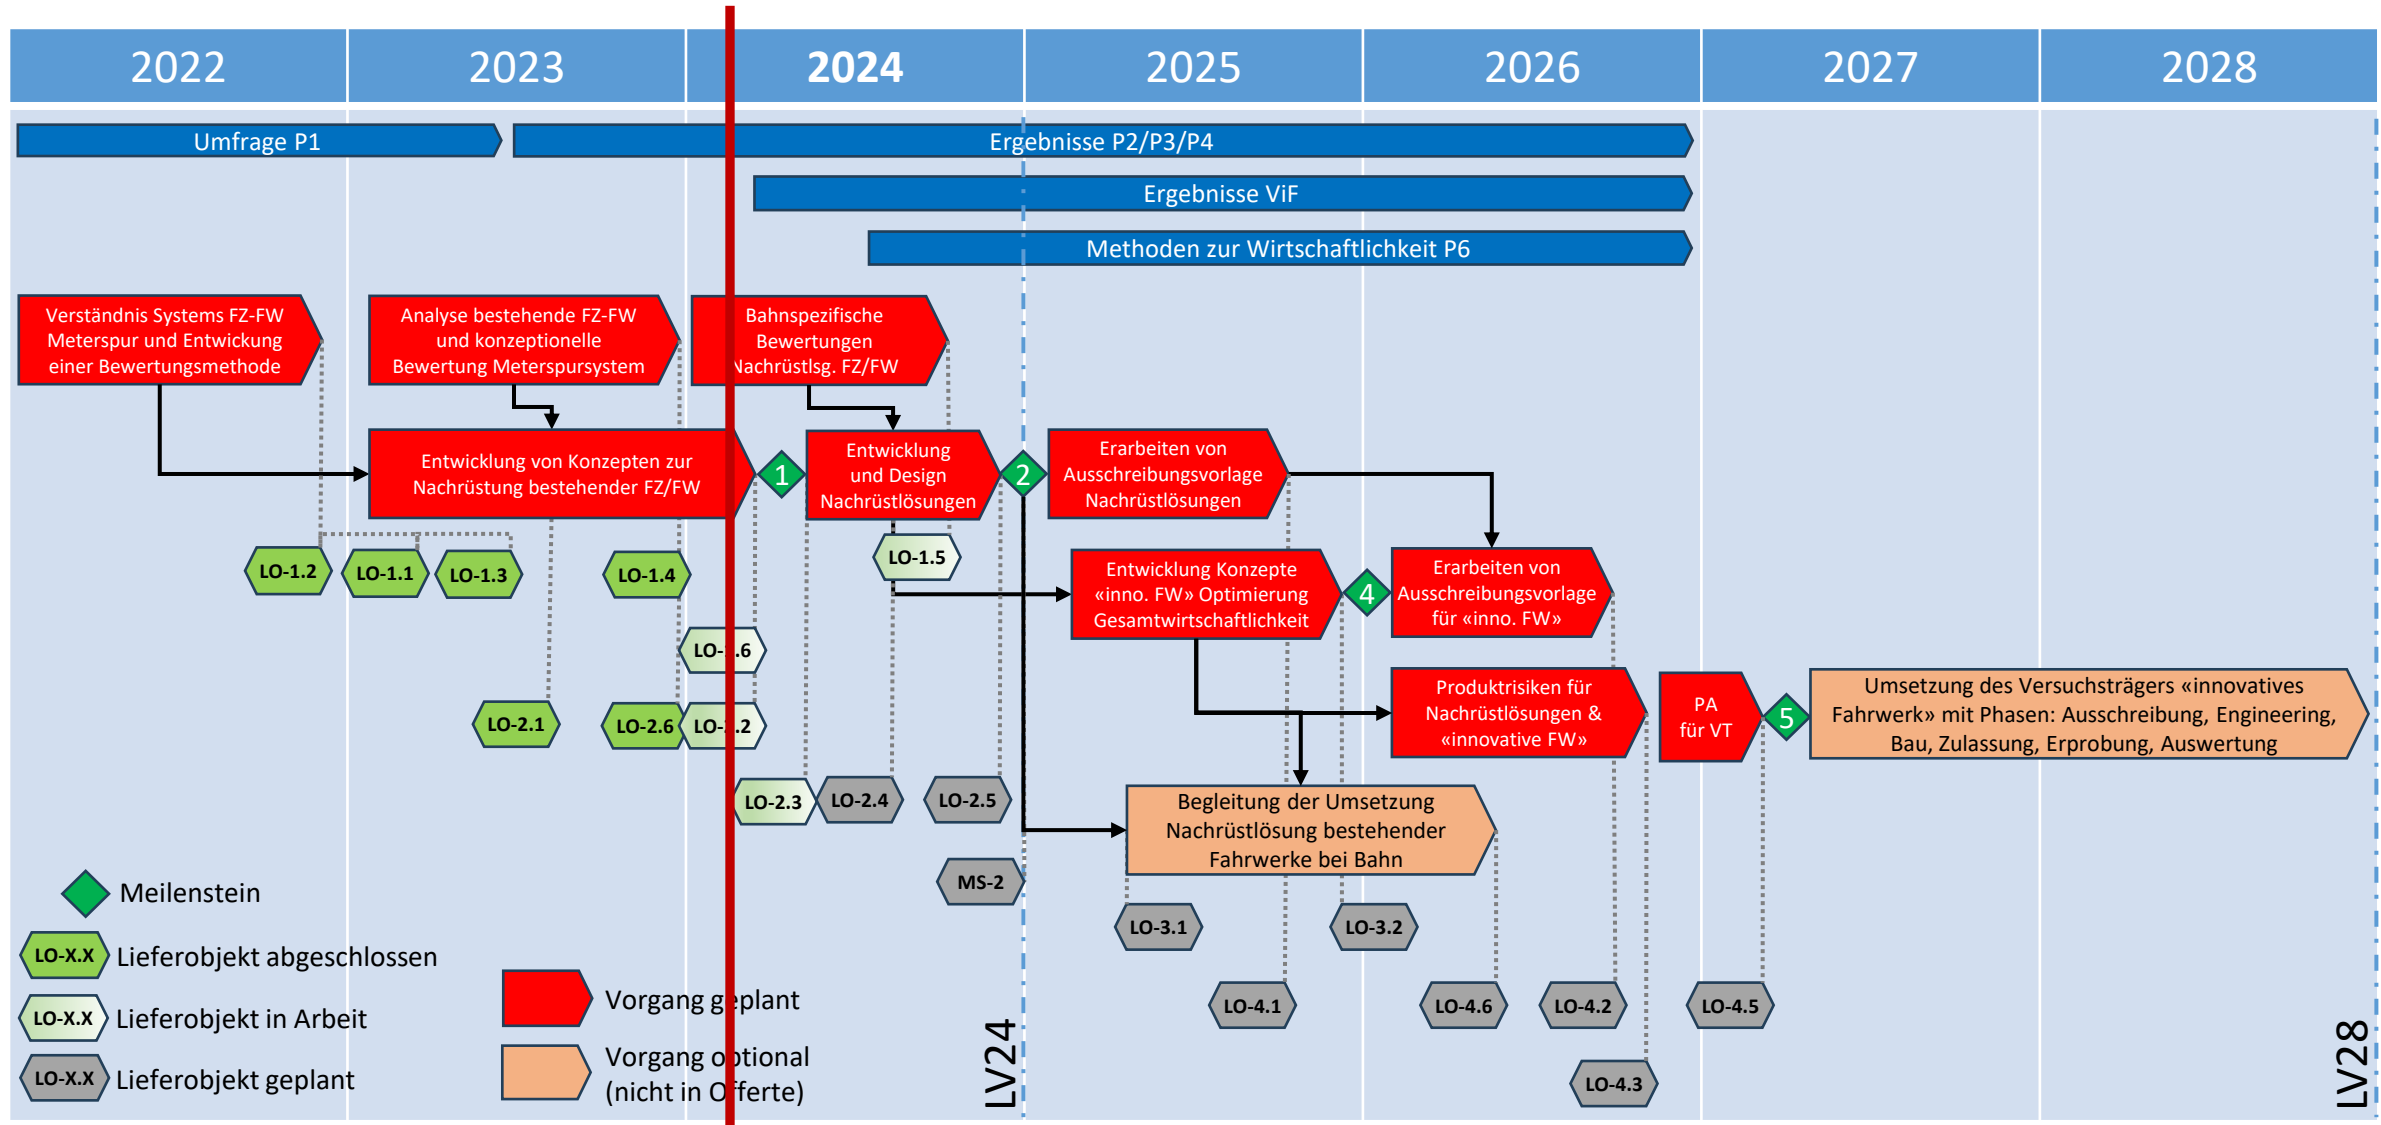 2022
2023
2024
2025
2026
2027
2028
Umfrage P1
Ergebnisse P2/P3/P4
Ergebnisse ViF
Methoden zur Wirtschaftlichkeit P6
Verständnis Systems FZ-FW
Meterspur und Entwickung
einer Bewertungsmethode
Analyse bestehende FZ-FW
und konzeptionelle
Bewertung Meterspursystem
Bahnspezifische
Bewertungen
Nachrüstlsg. FZ/FW
Entwicklung von Konzepten zur
Nachrüstung bestehender FZ/FW
1
Entwicklung
und Design
Nachrüstlösungen
2
Erarbeiten von
Ausschreibungsvorlage
Nachrüstlösungen
LO-1.2
LO-1.1
LO-1.3
LO-1.4
LO-1.5
Entwicklung Konzepte
«inno. FW» Optimierung
Gesamtwirtschaftlichkeit
4
Erarbeiten von
Ausschreibungsvorlage
für «inno. FW»
LO-1.6
LO-2.1
LO-2.6
LO-2.2
Produktrisiken für
Nachrüstlösungen &
«innovative FW»
PA
für VT
5
Umsetzung des Versuchsträgers «innovatives
Fahrwerk» mit Phasen: Ausschreibung, Engineering,
Bau, Zulassung, Erprobung, Auswertung
LO-2.3
LO-2.4
LO-2.5
Begleitung der Umsetzung
Nachrüstlösung bestehender
Fahrwerke bei Bahn
MS-2
LO-3.1
LO-3.2
LO-4.1
LO-4.6
LO-4.2
LO-4.5
LO-4.3
Meilenstein
LO-X.X
Lieferobjekt abgeschlossen
LO-X.X
Lieferobjekt in Arbeit
LO-X.X
Lieferobjekt geplant
Vorgang geplant
Vorgang optional
(nicht in Offerte)
LV24
LV28